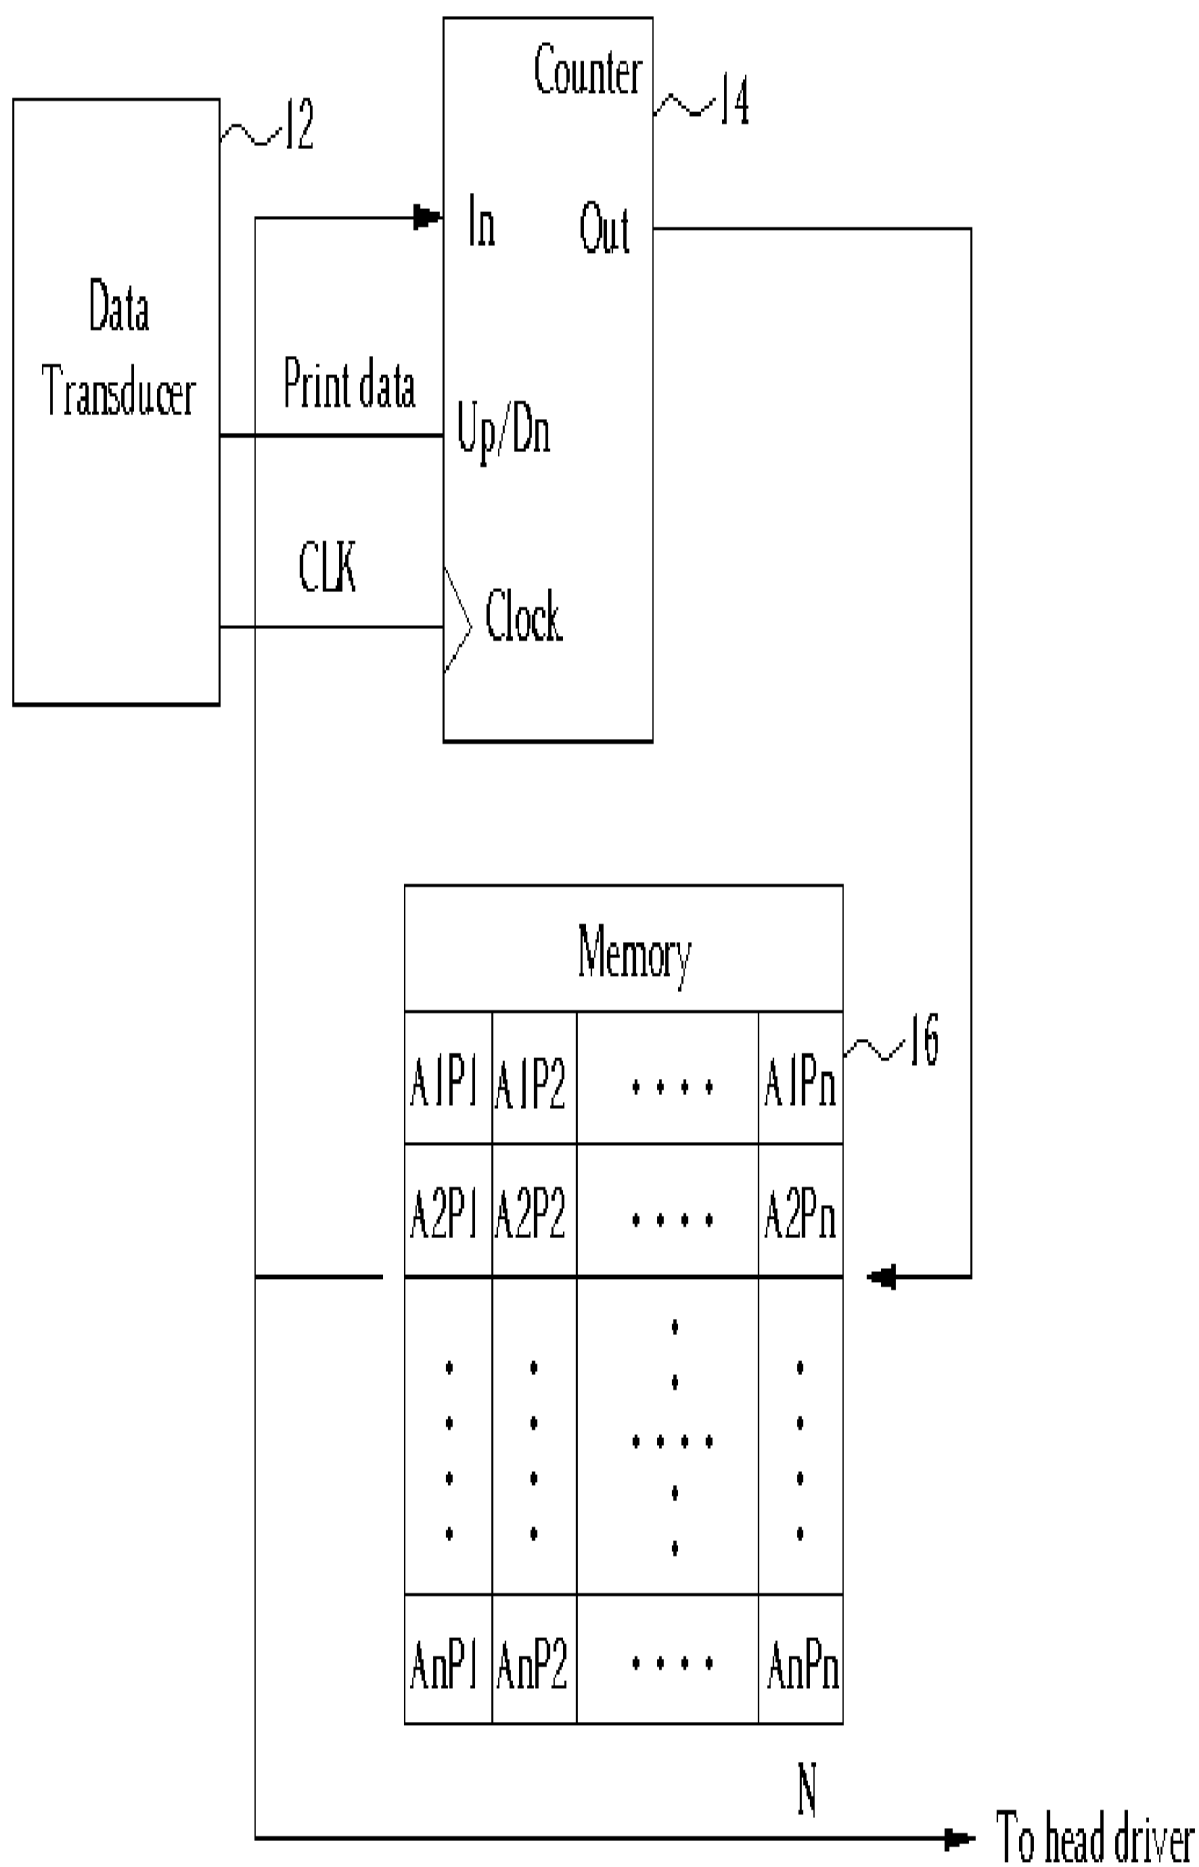 Counter
14
12
In
Out
Data
Transducer
Print data
Up/Dn
CLK
Clock
Memory
16
A1P1 A1P2 . . . . A1Pn
A2P1 A2P2 . . . . A2Pn
AnP1 AnP2 . . . . AnPn
N
To head driver